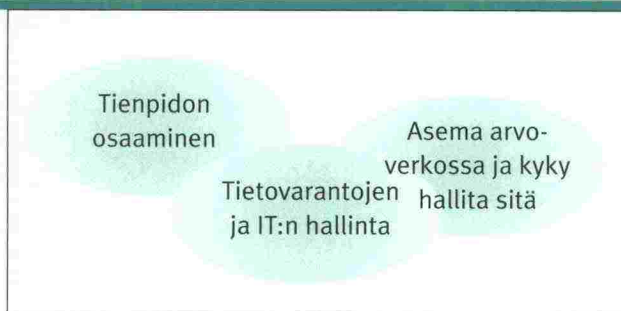 Tienpidon
osaaminen
Asema arvo-
verkossa ja kyky
hallita sitä
Tietovarantojen
ja IT:n hallinta